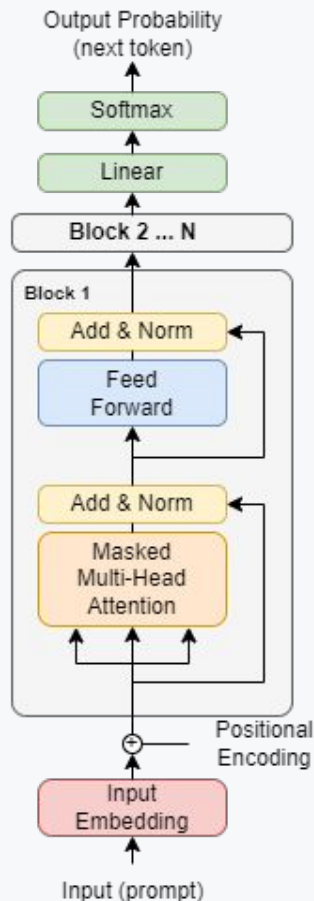 Output Probability
(next token)
Softmax
Linear
Block 2 ... N
Block 1
Add & Norm
Feed
Forward
Add & Norm
Masked
Multi-Head
Attention
Positional
Encoding
Input
Embedding
Input (prompt)